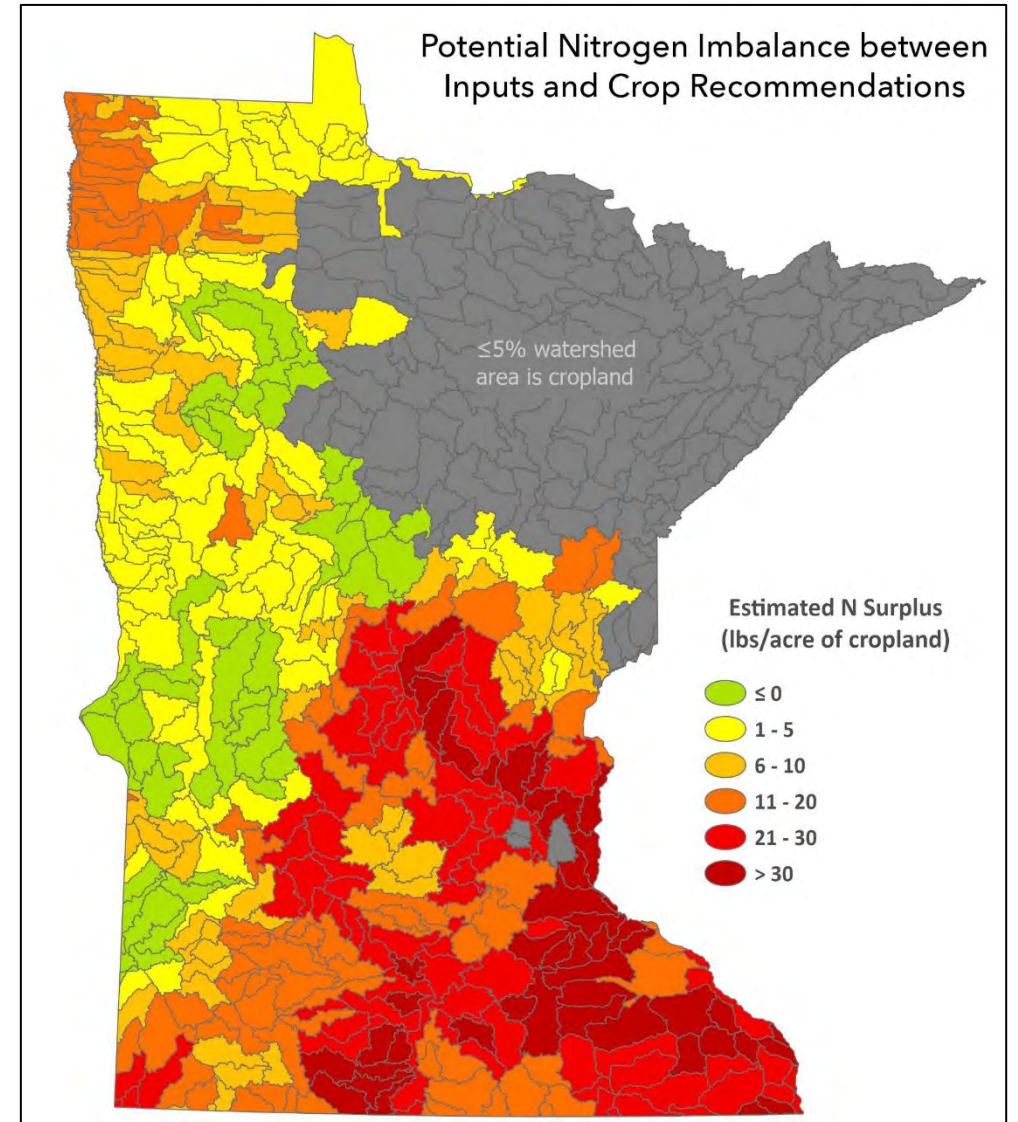 Potential Nitrogen Imbalance between
Inputs and Crop Recommendations
≤5% watershed
area is cropland
Estimated N Surplus
(lbs/acre of cropland)
≤ 0
1 - 5
6 - 10
11 - 20
21 - 30
> 30